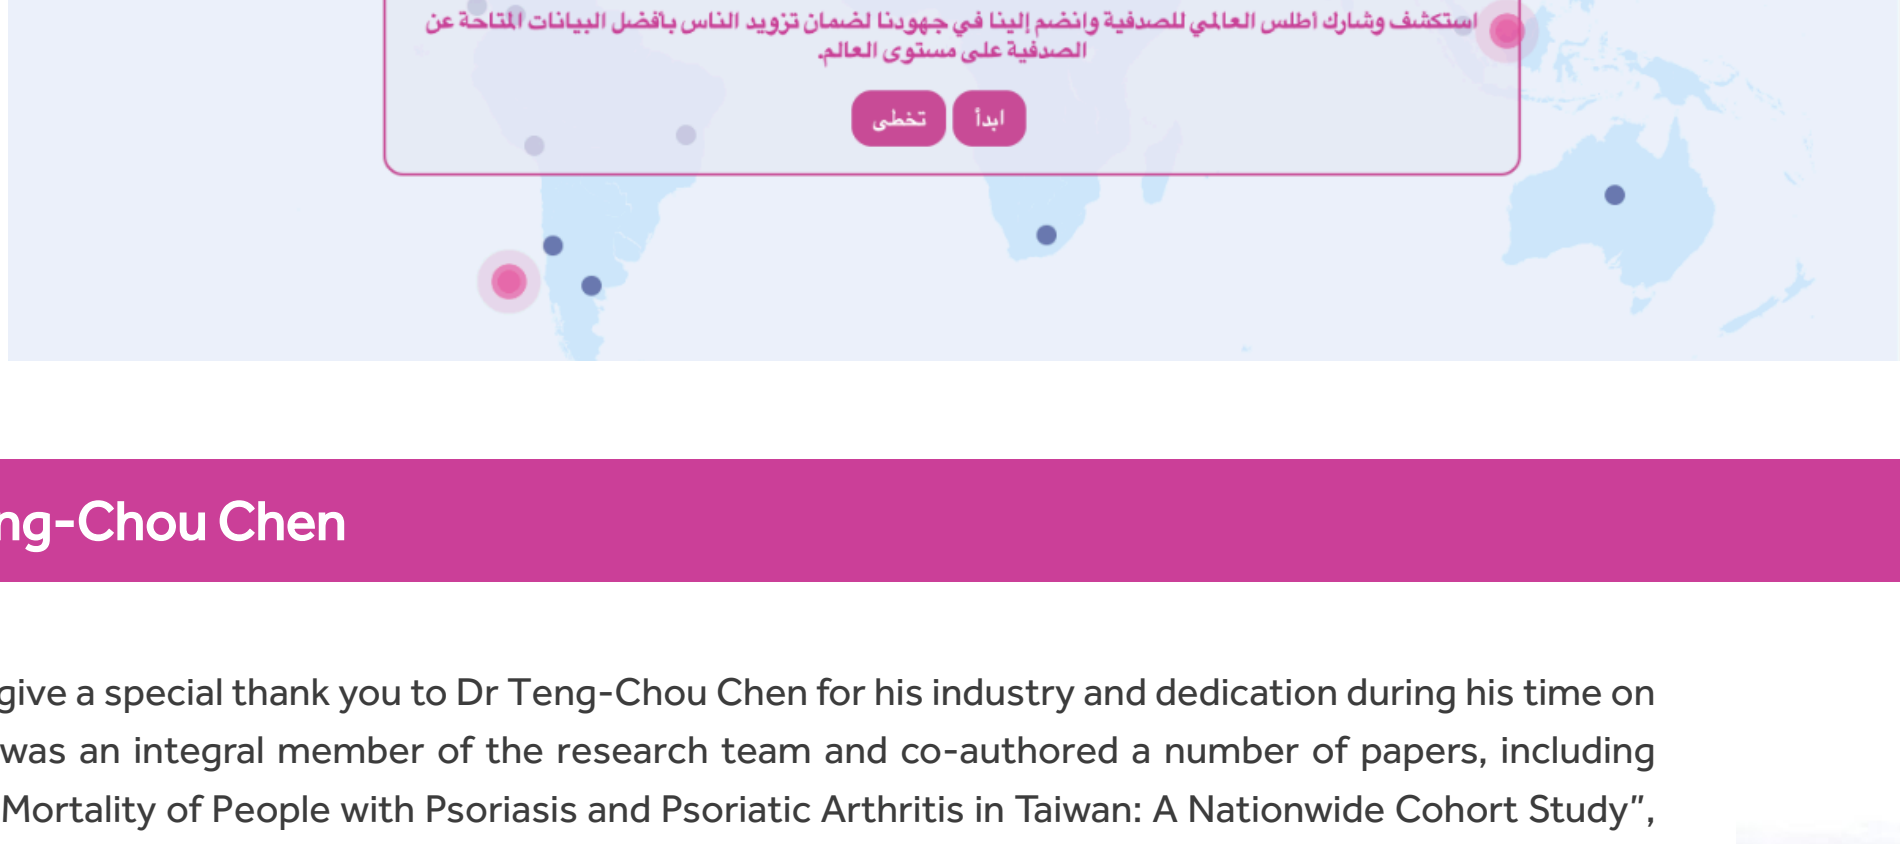 استكشف وشارك أطلس العالمي للصدفية وانضم إلينا في جهودنا لضمان تزويد الناس بأفضل البيانات المتاحة عن
الصدفية على مستوى العالم.
ابدأ تخطى
ng-Chou Chen
give a special thank you to Dr Teng-Chou Chen for his industry and dedication during his time on
was an integral member of the research team and co-authored a number of papers, including
Mortality of People with Psoriasis and Psoriatic Arthritis in Taiwan: A Nationwide Cohort Study”,